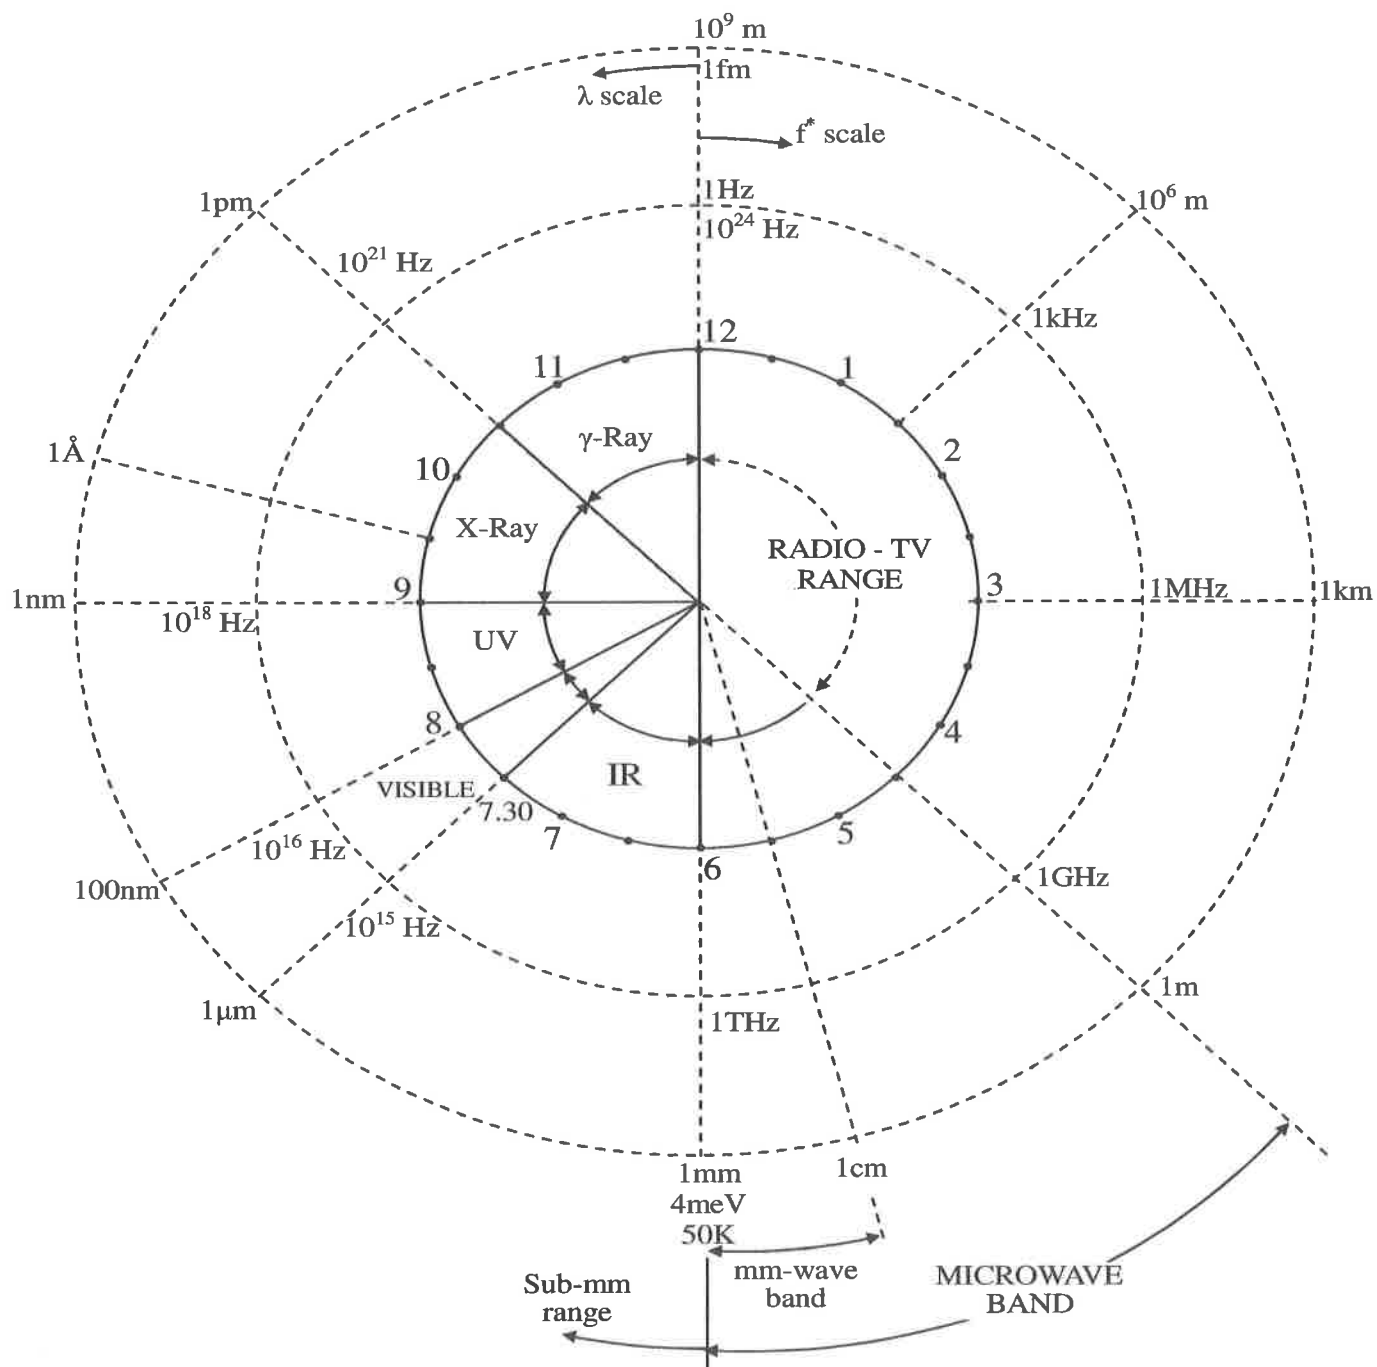 10⁹ m
1fm
λ scale
f* scale
1pm
1Hz
10⁶ m
10²⁴ Hz
10²¹ Hz
1kHz
12
11
1
γ-Ray
1Å
10
2
X-Ray
RADIO - TV
RANGE
1nm
9
3
1MHz
1km
10¹⁸ Hz
UV
8
4
VISIBLE
IR
7.30
7
5
10¹⁶ Hz
6
100nm
1GHz
10¹⁵ Hz
1μm
1m
1THz
1mm
1cm
4meV
50K
mm-wave
band
MICROWAVE
BAND
Sub-mm
range